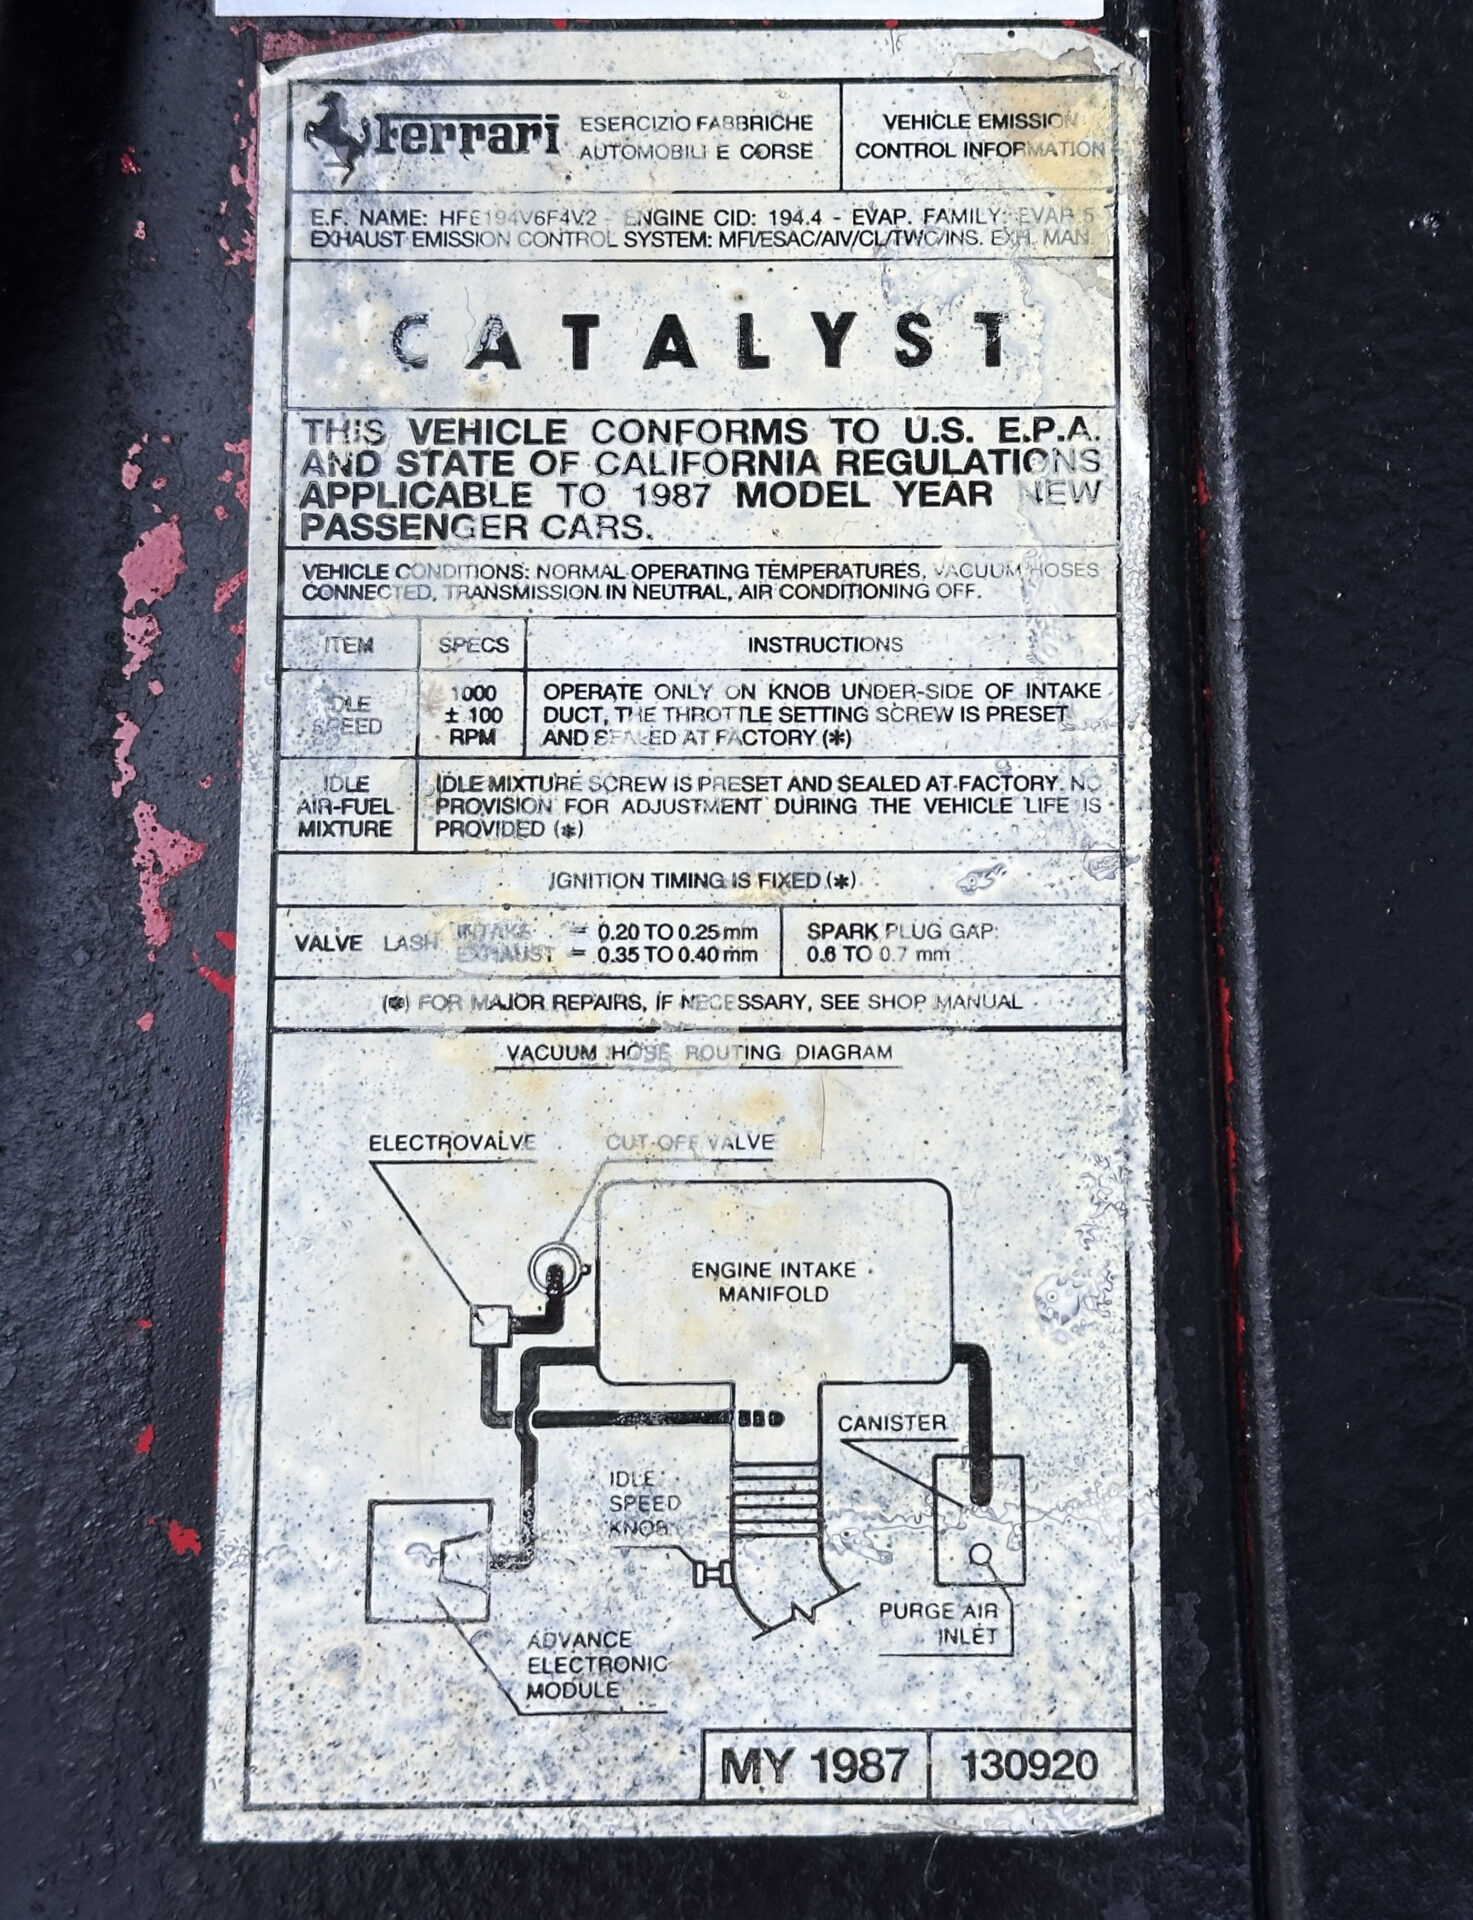 Ferrari
ESERCIZIO FABBRICHE
AUTOMOBILI E CORSE
VEHICLE EMISSION
CONTROL INFORMATION
E.F. NAME: HFE194V6F4V2 - ENGINE CID: 194.4 - EVAP. FAMILY:
EXHAUST EMISSION CONTROL SYSTEM: MFI/ESAC/AIV/CL/TWC/INS. EXH. MAN.
CATALYST
THIS VEHICLE CONFORMS TO U.S. E.P.A.
AND STATE OF CALIFORNIA REGULATIONS
APPLICABLE TO 1987 MODEL YEAR NEW
PASSENGER CARS.
VEHICLE CONDITIONS: NORMAL OPERATING TEMPERATURES, VACUUM HOSES
CONNECTED, TRANSMISSION IN NEUTRAL, AIR CONDITIONING OFF.
ITEM
SPECS
INSTRUCTIONS
IDLE
SPEED
1000
± 100
RPM
OPERATE ONLY ON KNOB UNDER-SIDE OF INTAKE
DUCT, THE THROTTLE SETTING SCREW IS PRESET
AND SEALED AT FACTORY (*)
IDLE
AIR-FUEL
MIXTURE
IDLE MIXTURE SCREW IS PRESET AND SEALED AT FACTORY. NO
PROVISION FOR ADJUSTMENT DURING THE VEHICLE LIFE IS
PROVIDED (*)
IGNITION TIMING IS FIXED (*)
VALVE LASH
INTAKE = 0.20 TO 0.25 mm
EXHAUST = 0.35 TO 0.40 mm
SPARK PLUG GAP:
0.6 TO 0.7 mm
(*) FOR MAJOR REPAIRS, IF NECESSARY, SEE SHOP MANUAL
VACUUM HOSE ROUTING DIAGRAM
ELECTROVALVE
CUT-OFF VALVE
ENGINE INTAKE
MANIFOLD
CANISTER
IDLE
SPEED
KNOB
PURGE AIR
INLET
ADVANCE
ELECTRONIC
MODULE
MY 1987
130920